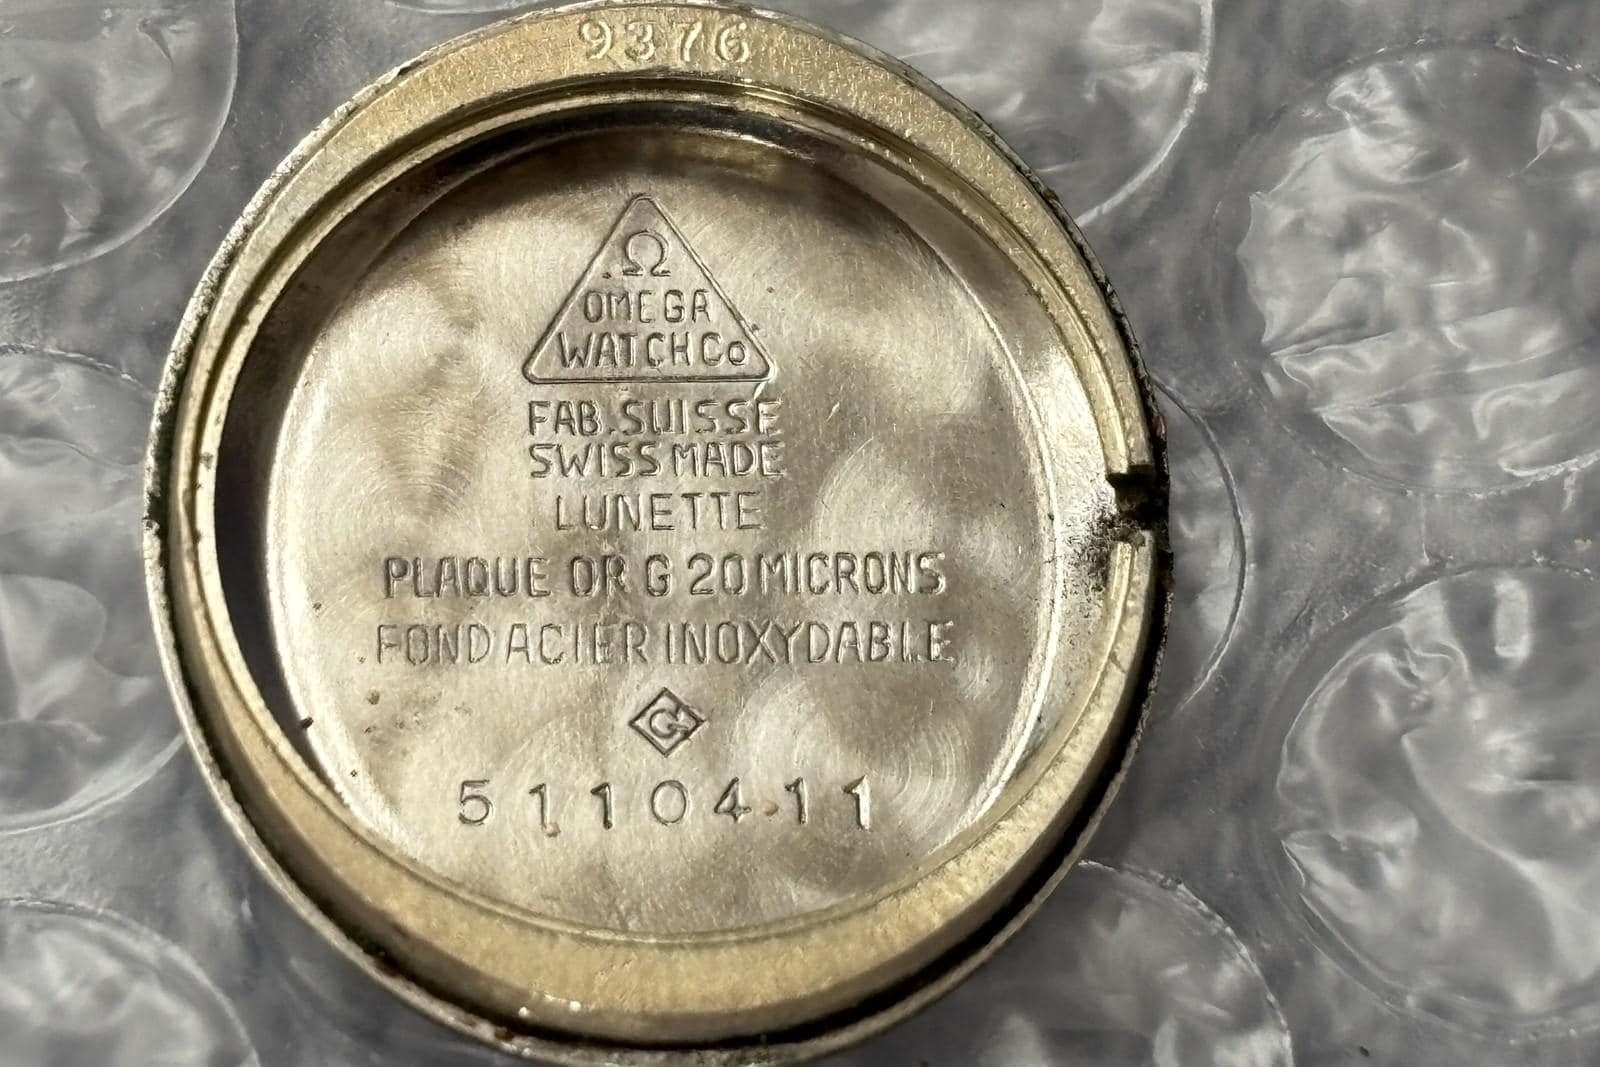 9376
Ω
OMEGA
WATCH Co
FAB. SUISSE
SWISS MADE
LUNETTE
PLAQUE OR G 20 MICRONS
FOND ACIER INOXYDABLE
G
5110411